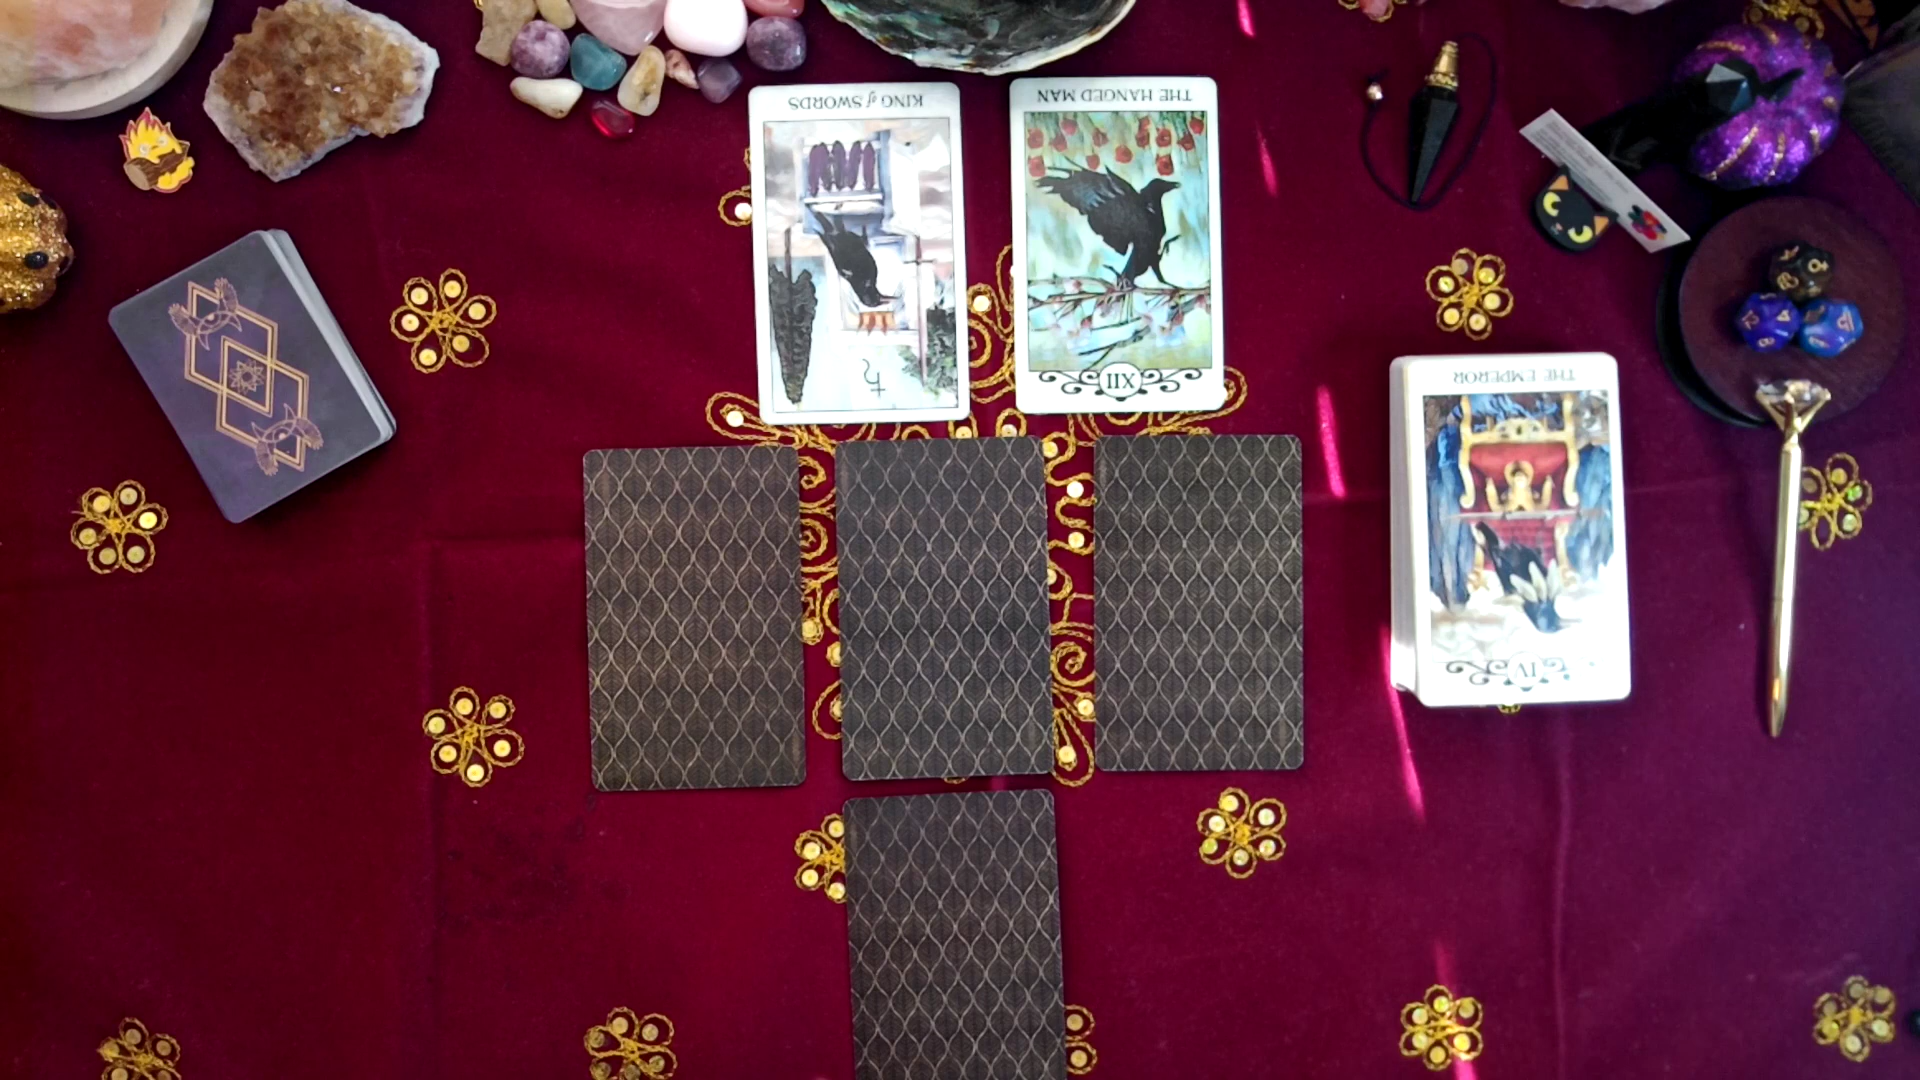 KING of SWORDS
THE HANGED MAN
XII
THE EMPEROR
IV